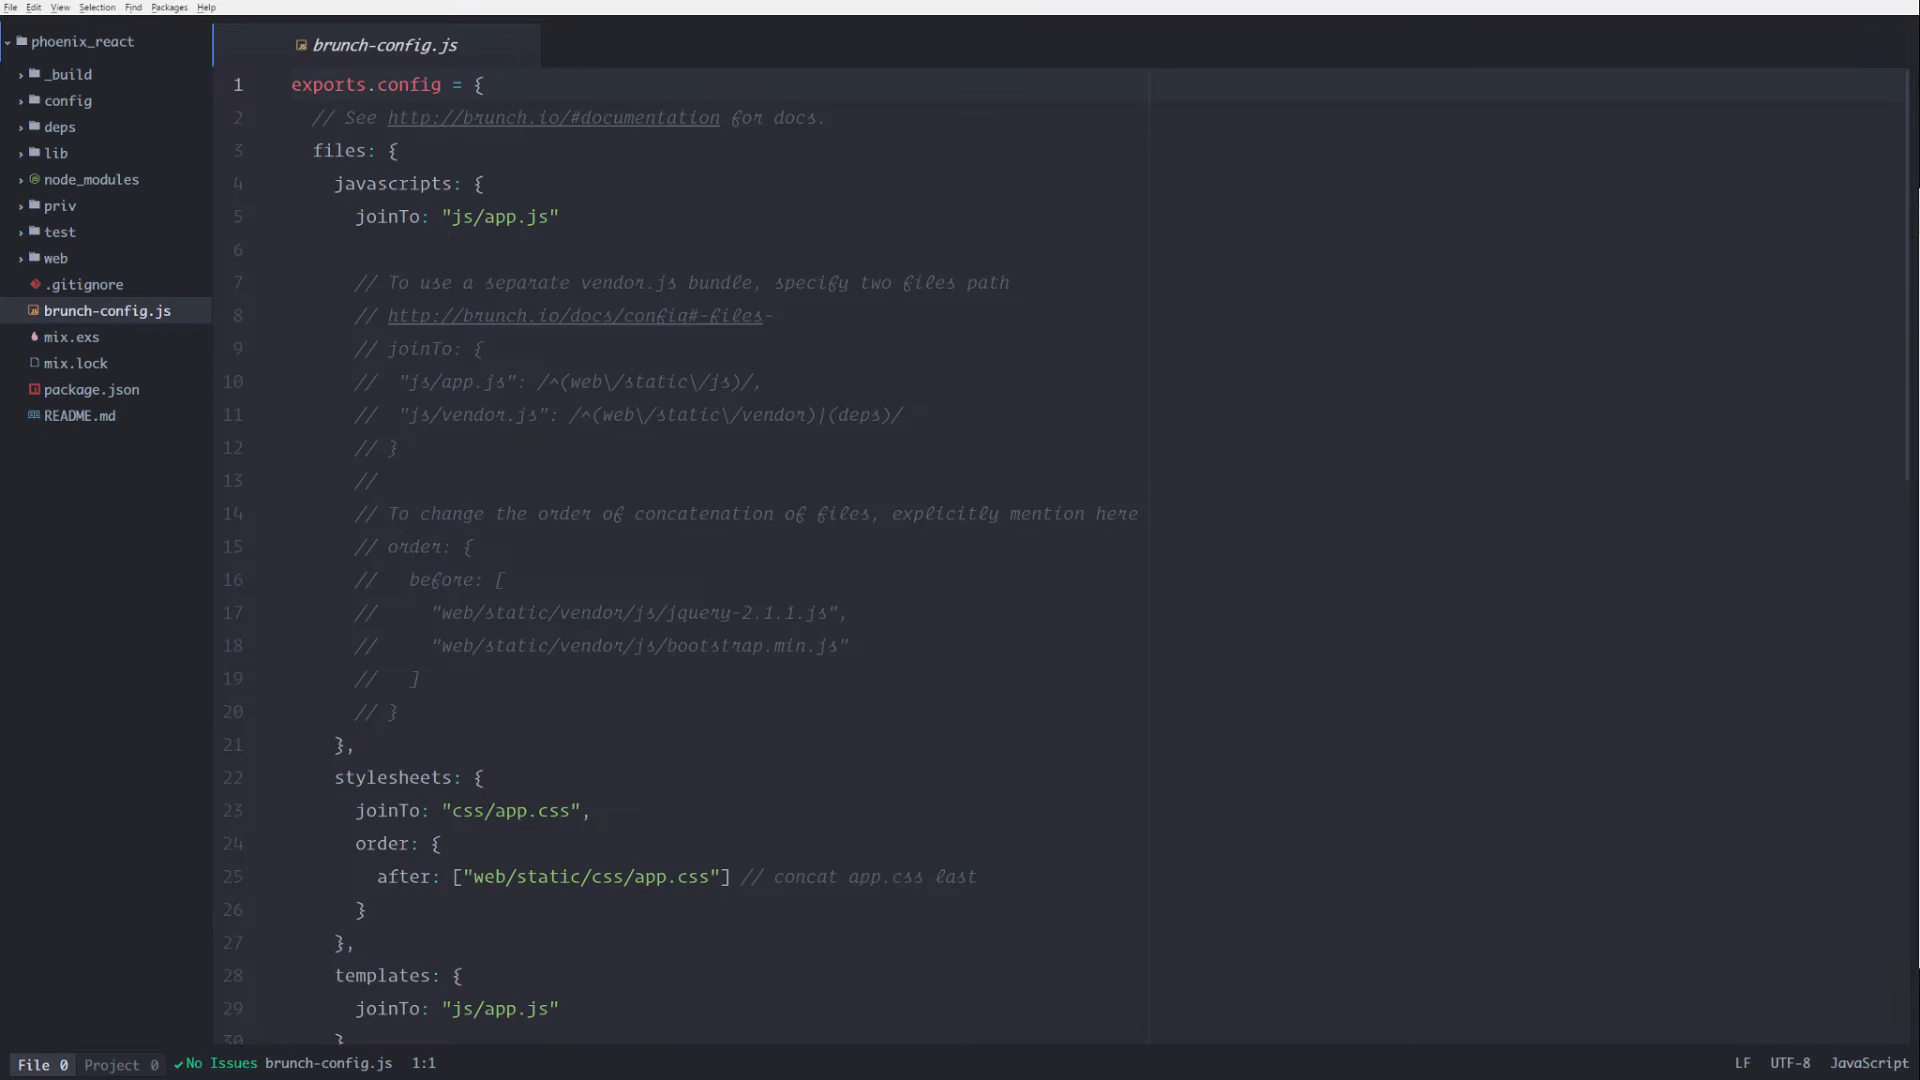 File Edit View Selection Find Packages Help
phoenix_react
_build
config
deps
lib
node_modules
priv
test
web
.gitignore
brunch-config.js
mix.exs
mix.lock
package.json
README.md
brunch-config.js
1 exports.config = {
2 // See http://brunch.io/#documentation for docs.
3 files: {
4 javascripts: {
5 joinTo: "js/app.js"
6
7 // To use a separate vendor.js bundle, specify two files path
8 // http://brunch.io/docs/config#-files-
9 // joinTo: {
10 // "js/app.js": /^(web\/static\/js)/,
11 // "js/vendor.js": /^(web\/static\/vendor)|(deps)/
12 // }
13 //
14 // To change the order of concatenation of files, explicitly mention here
15 // order: {
16 // before: [
17 // "web/static/vendor/js/jquery-2.1.1.js",
18 // "web/static/vendor/js/bootstrap.min.js"
19 // ]
20 // }
21 },
22 stylesheets: {
23 joinTo: "css/app.css",
24 order: {
25 after: ["web/static/css/app.css"] // concat app.css last
26 }
27 },
28 templates: {
29 joinTo: "js/app.js"
30 }
File 0 Project 0 No Issues brunch-config.js 1:1 LF UTF-8 JavaScript